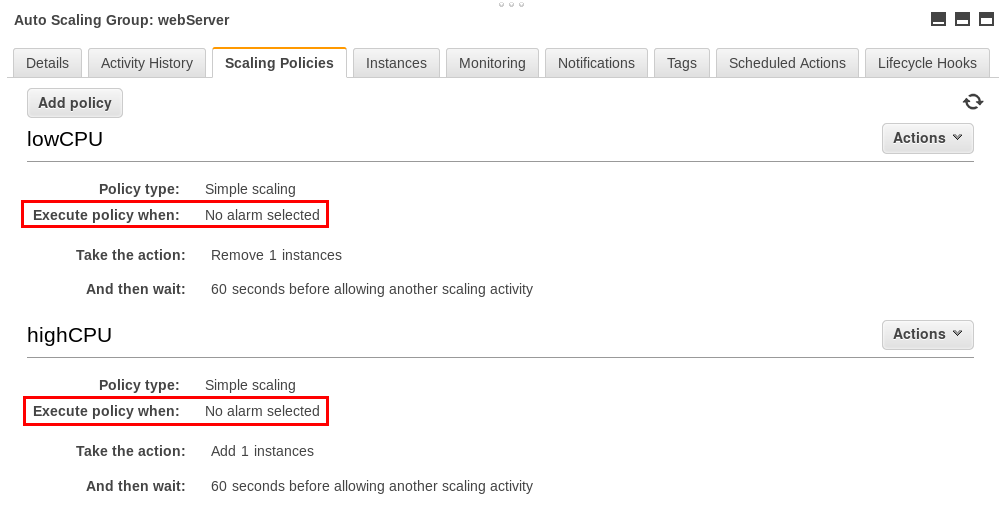 Auto Scaling Group: webServer
Details Activity History Scaling Policies Instances Monitoring Notifications Tags Scheduled Actions Lifecycle Hooks
Add policy
lowCPU Actions
Policy type: Simple scaling
Execute policy when: No alarm selected
Take the action: Remove 1 instances
And then wait: 60 seconds before allowing another scaling activity
highCPU Actions
Policy type: Simple scaling
Execute policy when: No alarm selected
Take the action: Add 1 instances
And then wait: 60 seconds before allowing another scaling activity